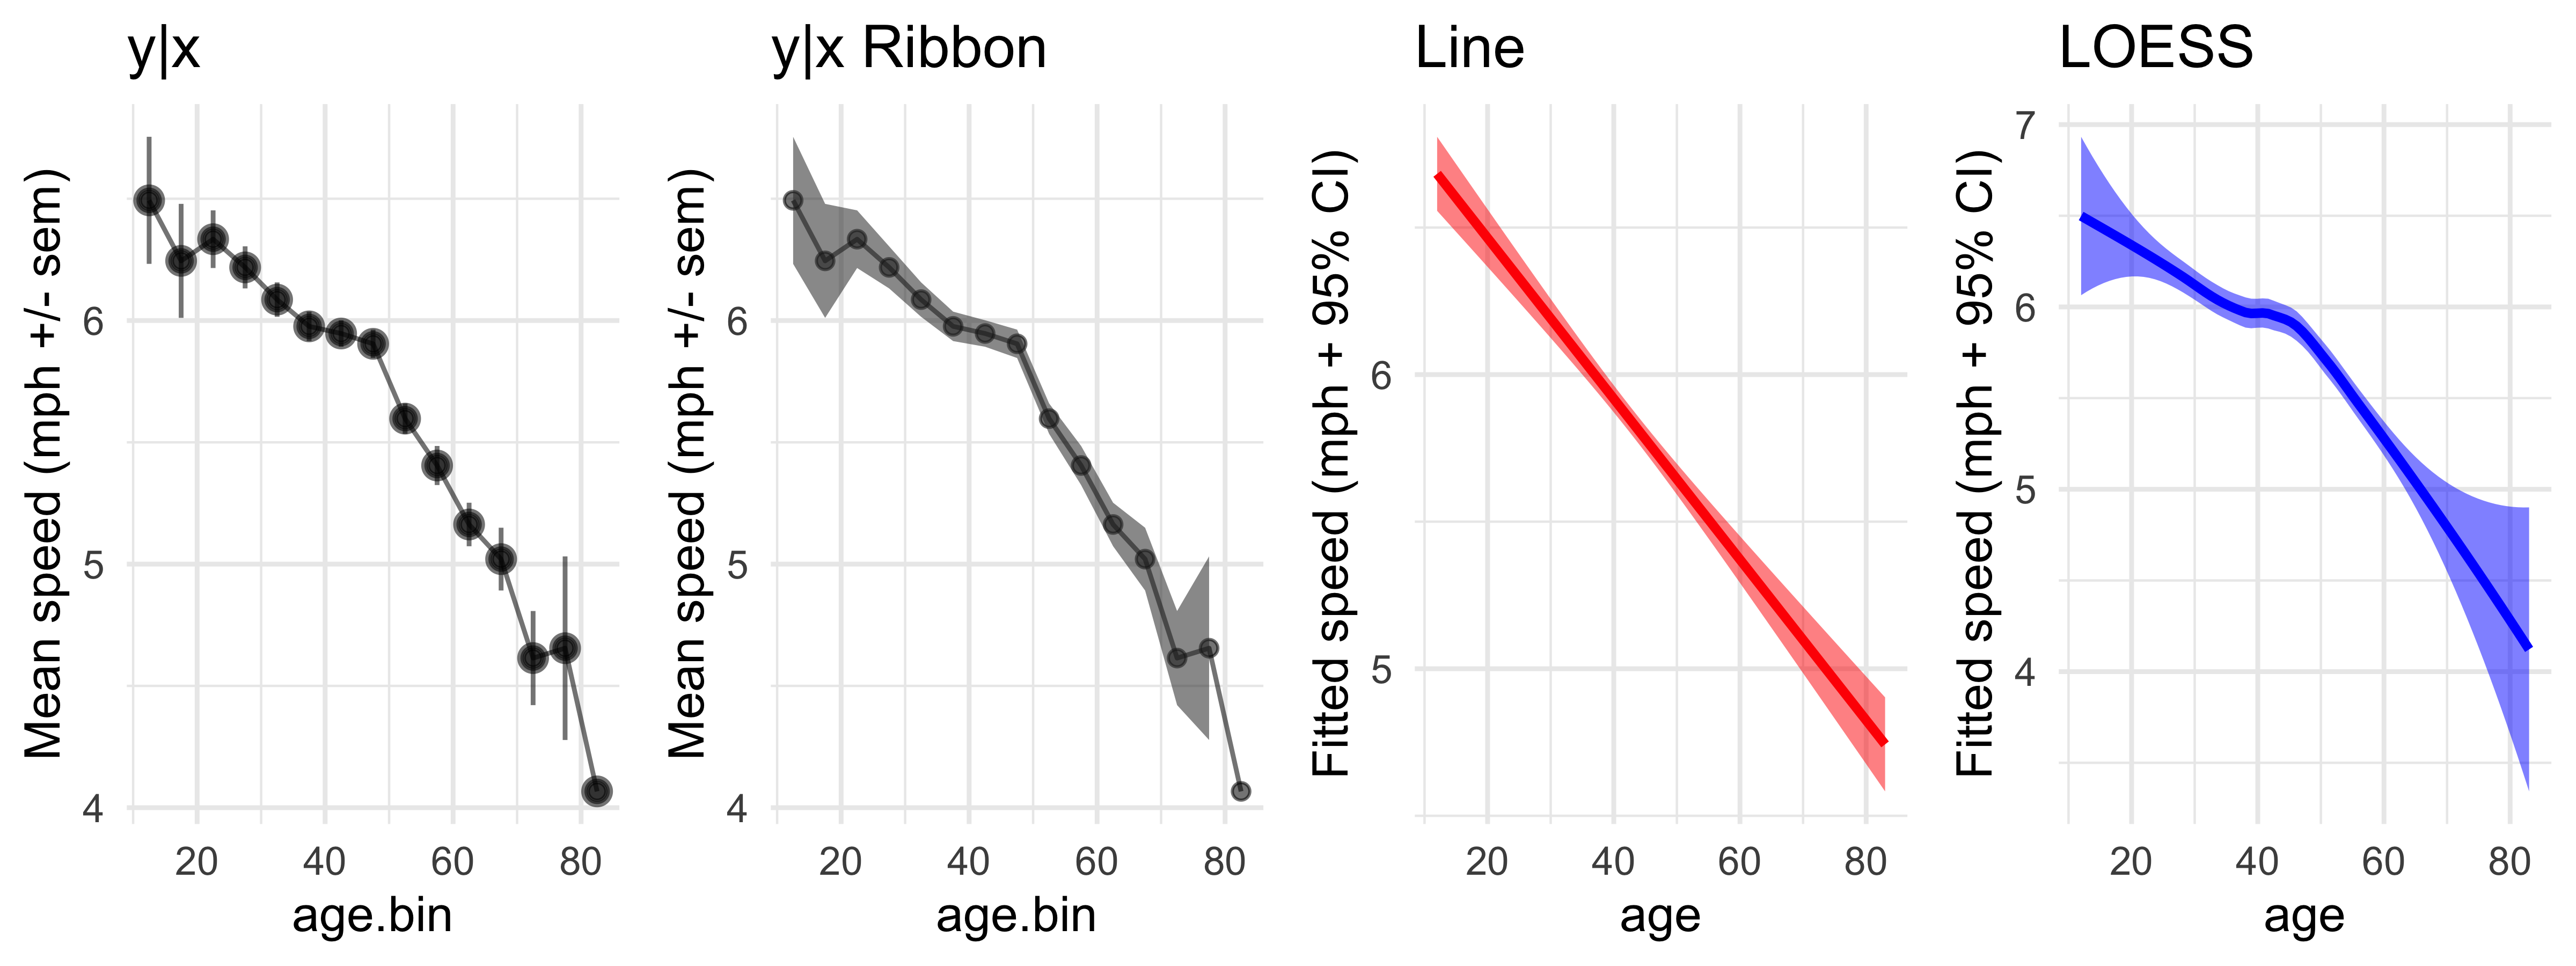 y|x
Mean speed (mph +/- sem)
6
5
4
20 40 60 80
age.bin
y|x Ribbon
Mean speed (mph +/- sem)
6
5
4
20 40 60 80
age.bin
Line
Fitted speed (mph + 95% CI)
6
5
20 40 60 80
age
LOESS
Fitted speed (mph + 95% CI)
7
6
5
4
20 40 60 80
age